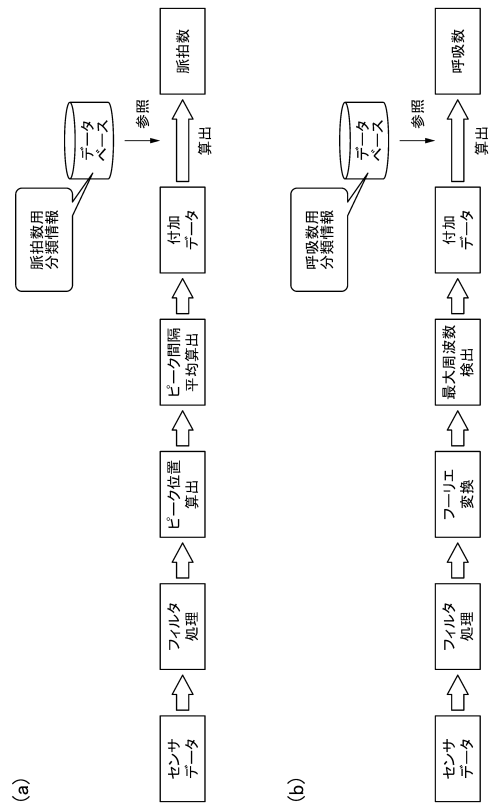 (a)
センサ
データ
フィルタ
処理
ピーク位置
算出
ピーク間隔
平均算出
付加
データ
脈拍数用
分類情報
データ
ベース
参照
算出
脈拍数
(b)
センサ
データ
フィルタ
処理
フーリエ
変換
最大周波数
検出
付加
データ
呼吸数用
分類情報
データ
ベース
参照
算出
呼吸数